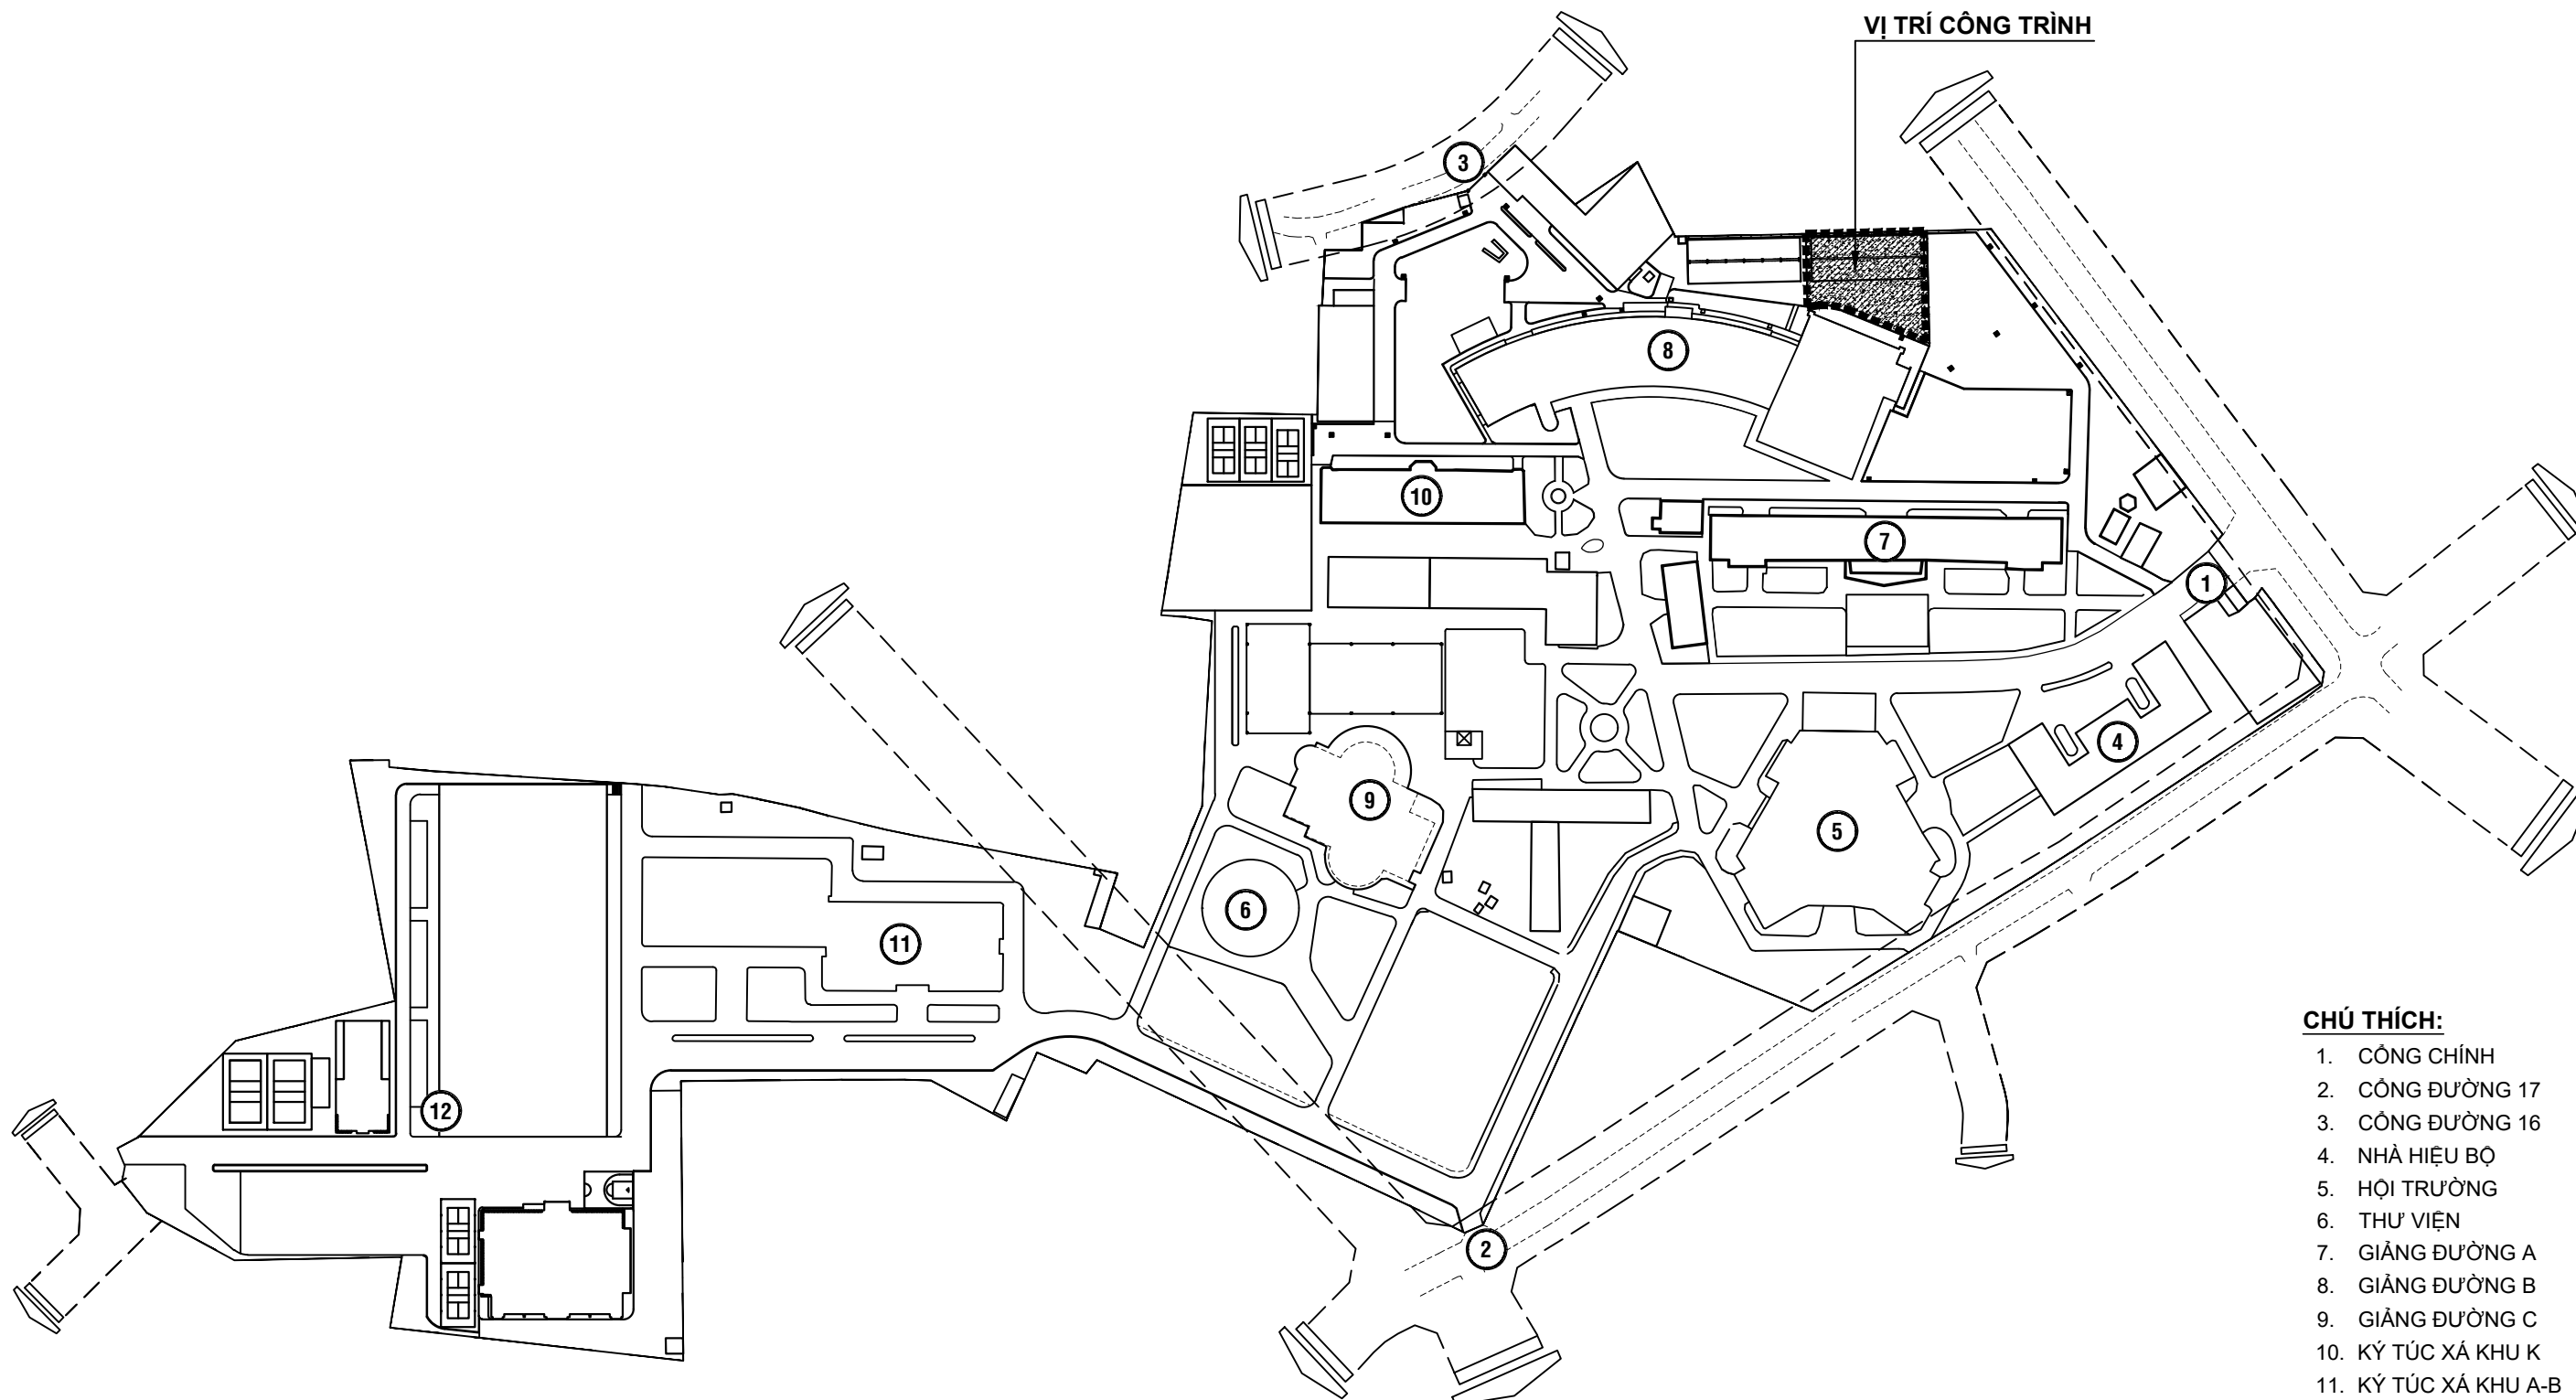 VỊ TRÍ CÔNG TRÌNH
3
8
10
7
1
4
9
5
6
11
12
2
CHÚ THÍCH:
1. CỔNG CHÍNH
2. CỔNG ĐƯỜNG 17
3. CỔNG ĐƯỜNG 16
4. NHÀ HIỆU BỘ
5. HỘI TRƯỜNG
6. THƯ VIỆN
7. GIẢNG ĐƯỜNG A
8. GIẢNG ĐƯỜNG B
9. GIẢNG ĐƯỜNG C
10. KÝ TÚC XÁ KHU K
11. KÝ TÚC XÁ KHU A-B